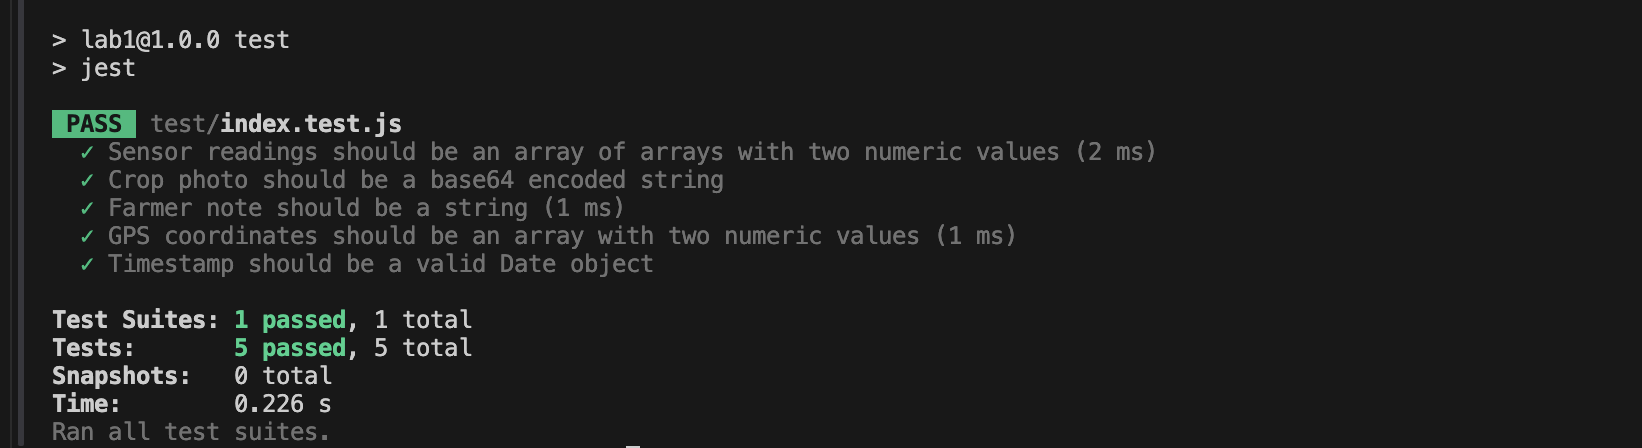 > lab1@1.0.0 test
> jest
PASS test/index.test.js
✓ Sensor readings should be an array of arrays with two numeric values (2 ms)
✓ Crop photo should be a base64 encoded string
✓ Farmer note should be a string (1 ms)
✓ GPS coordinates should be an array with two numeric values (1 ms)
✓ Timestamp should be a valid Date object
Test Suites: 1 passed, 1 total
Tests: 5 passed, 5 total
Snapshots: 0 total
Time: 0.226 s
Ran all test suites.